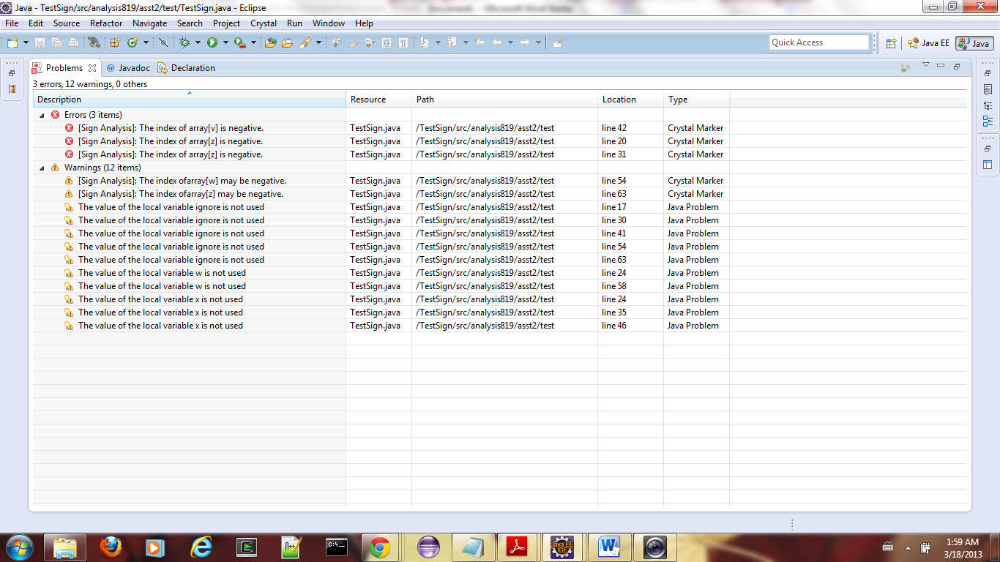 Java - TestSign/src/analysis819/asst2/test/TestSign.java - Eclipse
File Edit Source Refactor Navigate Search Project Crystal Run Window Help
Quick Access Java EE Java
Problems @ Javadoc Declaration
3 errors, 12 warnings, 0 others
Description Resource Path Location Type
Errors (3 items)
[Sign Analysis]: The index of array[v] is negative. TestSign.java /TestSign/src/analysis819/asst2/test line 42 Crystal Marker
[Sign Analysis]: The index of array[z] is negative. TestSign.java /TestSign/src/analysis819/asst2/test line 20 Crystal Marker
[Sign Analysis]: The index of array[z] is negative. TestSign.java /TestSign/src/analysis819/asst2/test line 31 Crystal Marker
Warnings (12 items)
[Sign Analysis]: The index ofarray[w] may be negative. TestSign.java /TestSign/src/analysis819/asst2/test line 54 Crystal Marker
[Sign Analysis]: The index ofarray[z] may be negative. TestSign.java /TestSign/src/analysis819/asst2/test line 63 Crystal Marker
The value of the local variable ignore is not used TestSign.java /TestSign/src/analysis819/asst2/test line 17 Java Problem
The value of the local variable ignore is not used TestSign.java /TestSign/src/analysis819/asst2/test line 30 Java Problem
The value of the local variable ignore is not used TestSign.java /TestSign/src/analysis819/asst2/test line 41 Java Problem
The value of the local variable ignore is not used TestSign.java /TestSign/src/analysis819/asst2/test line 54 Java Problem
The value of the local variable ignore is not used TestSign.java /TestSign/src/analysis819/asst2/test line 63 Java Problem
The value of the local variable w is not used TestSign.java /TestSign/src/analysis819/asst2/test line 24 Java Problem
The value of the local variable w is not used TestSign.java /TestSign/src/analysis819/asst2/test line 58 Java Problem
The value of the local variable x is not used TestSign.java /TestSign/src/analysis819/asst2/test line 24 Java Problem
The value of the local variable x is not used TestSign.java /TestSign/src/analysis819/asst2/test line 35 Java Problem
The value of the local variable x is not used TestSign.java /TestSign/src/analysis819/asst2/test line 46 Java Problem
Java EE
IDE
1:59 AM
3/18/2013